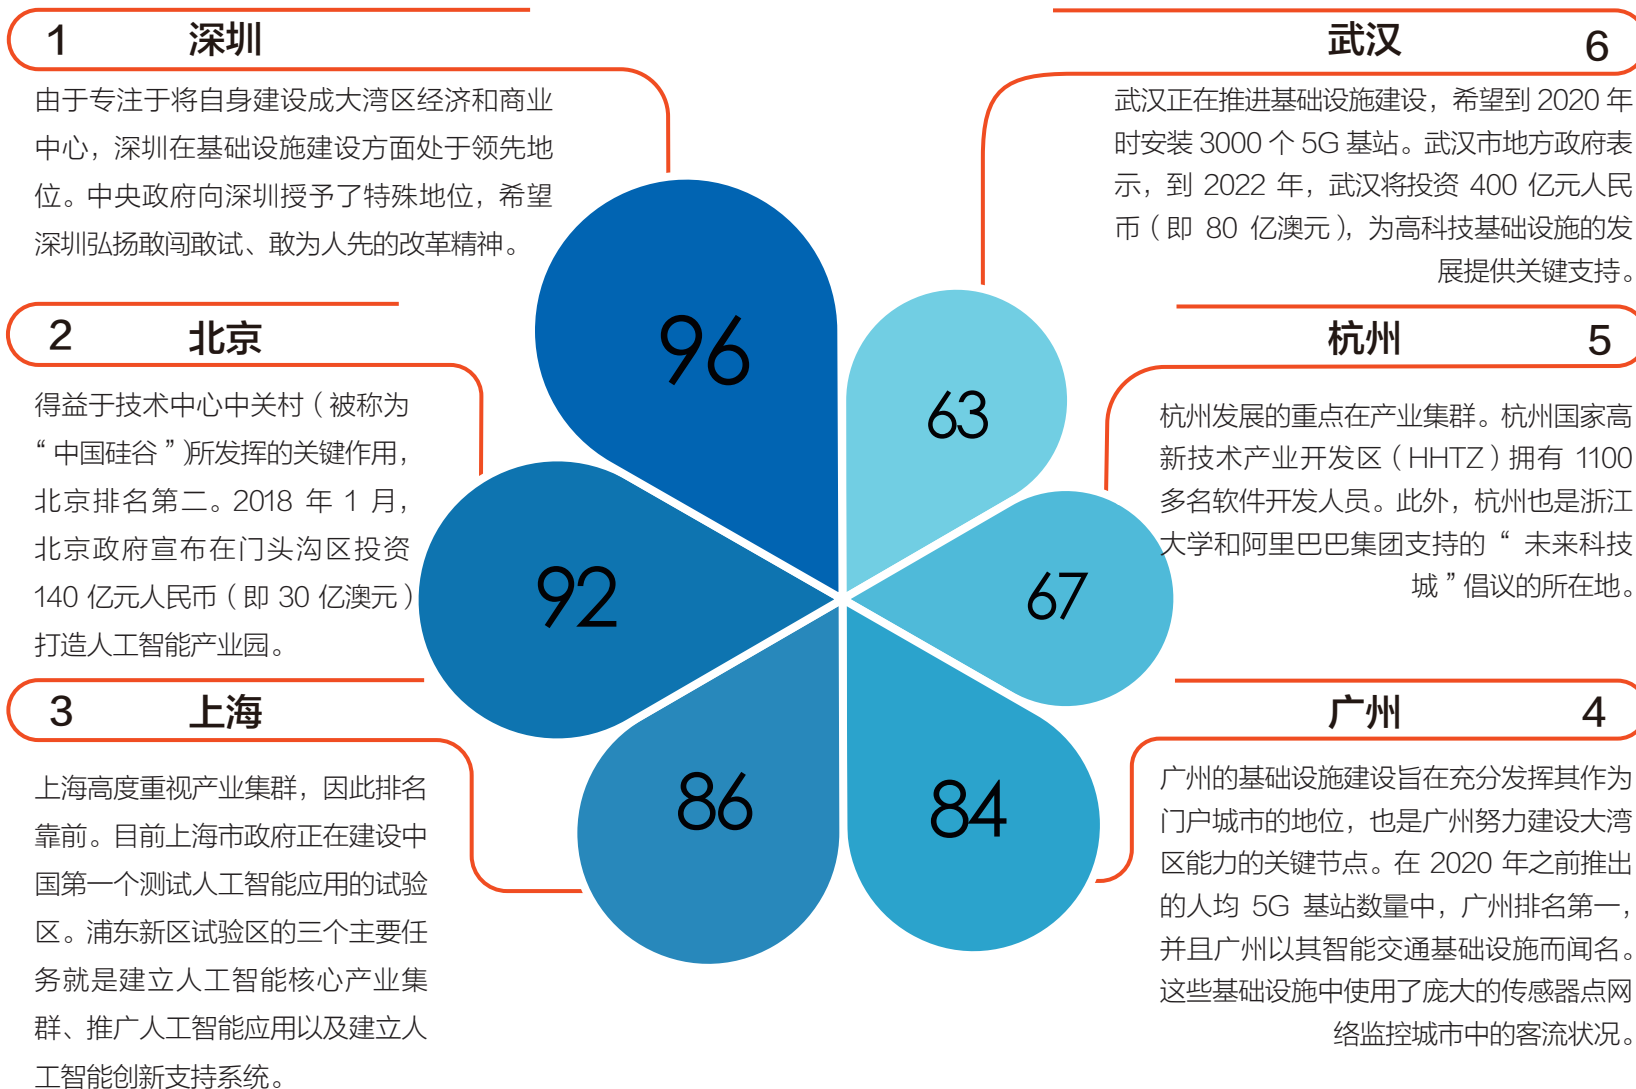 1 深圳
由于专注于将自身建设成大湾区经济和商业
中心，深圳在基础设施建设方面处于领先地
位。中央政府向深圳授予了特殊地位，希望
深圳弘扬敢闯敢试、敢为人先的改革精神。
2 北京
得益于技术中心中关村（被称为
“中国硅谷”）所发挥的关键作用，
北京排名第二。2018 年 1 月，
北京政府宣布在门头沟区投资
140 亿元人民币（即 30 亿澳元）
打造人工智能产业园。
3 上海
上海高度重视产业集群，因此排名
靠前。目前上海市政府正在建设中
国第一个测试人工智能应用的试验
区。浦东新区试验区的三个主要任
务就是建立人工智能核心产业集
群、推广人工智能应用以及建立人
工智能创新支持系统。
96
92
86
63
67
84
武汉 6
武汉正在推进基础设施建设，希望到 2020 年
时安装 3000 个 5G 基站。武汉市地方政府表
示，到 2022 年，武汉将投资 400 亿元人民
币（即 80 亿澳元），为高科技基础设施的发
展提供关键支持。
杭州 5
杭州发展的重点在产业集群。杭州国家高
新技术产业开发区（HHTZ）拥有 1100
多名软件开发人员。此外，杭州也是浙江
大学和阿里巴巴集团支持的“未来科技
城”倡议的所在地。
广州 4
广州的基础设施建设旨在充分发挥其作为
门户城市的地位，也是广州努力建设大湾
区能力的关键节点。在 2020 年之前推出
的人均 5G 基站数量中，广州排名第一，
并且广州以其智能交通基础设施而闻名。
这些基础设施中使用了庞大的传感器点网
络监控城市中的客流状况。